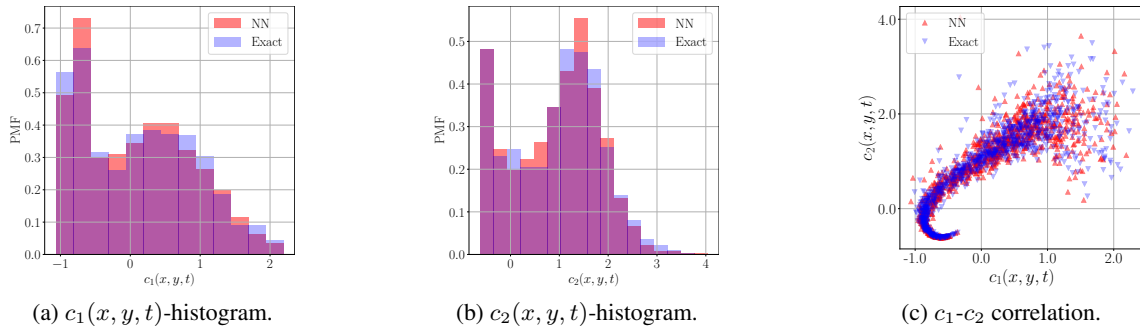 0.7
0.6
0.5
0.4
0.3
0.2
0.1
0.0
PMF
−1
0
1
2
c₁(x, y, t)
NN
Exact
(a) c₁(x, y, t)-histogram.
0.5
0.4
0.3
0.2
0.1
0.0
PMF
0
1
2
3
4
c₂(x, y, t)
NN
Exact
(b) c₂(x, y, t)-histogram.
4.0
2.0
0.0
c₂(x, y, t)
-1.0
0.0
1.0
2.0
c₁(x, y, t)
NN
Exact
(c) c₁-c₂ correlation.